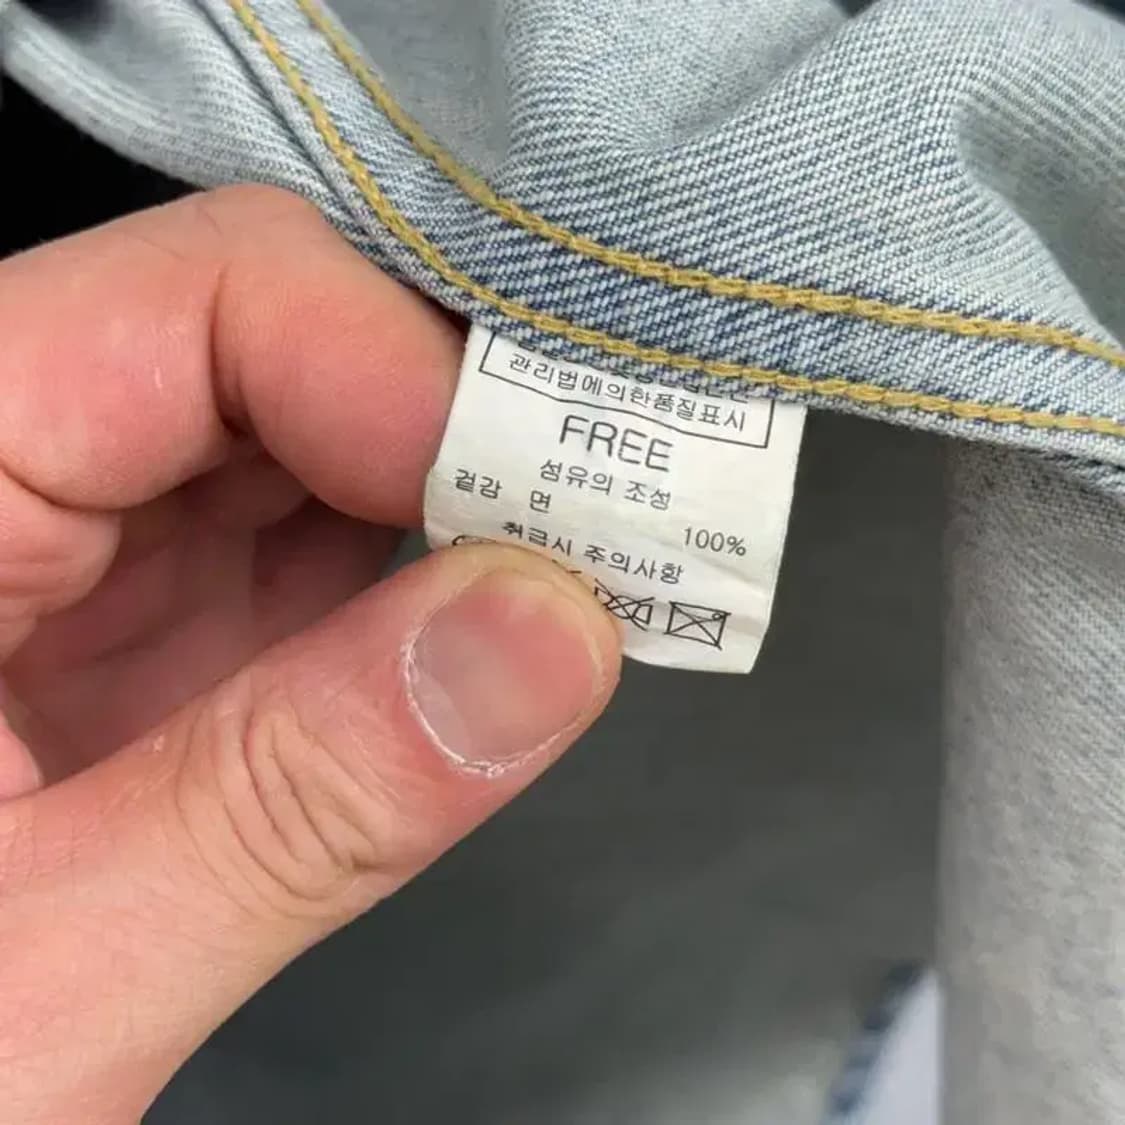 관리법에의한품질표시
FREE
섬유의 조성
겉감 면 100%
취급시 주의사항